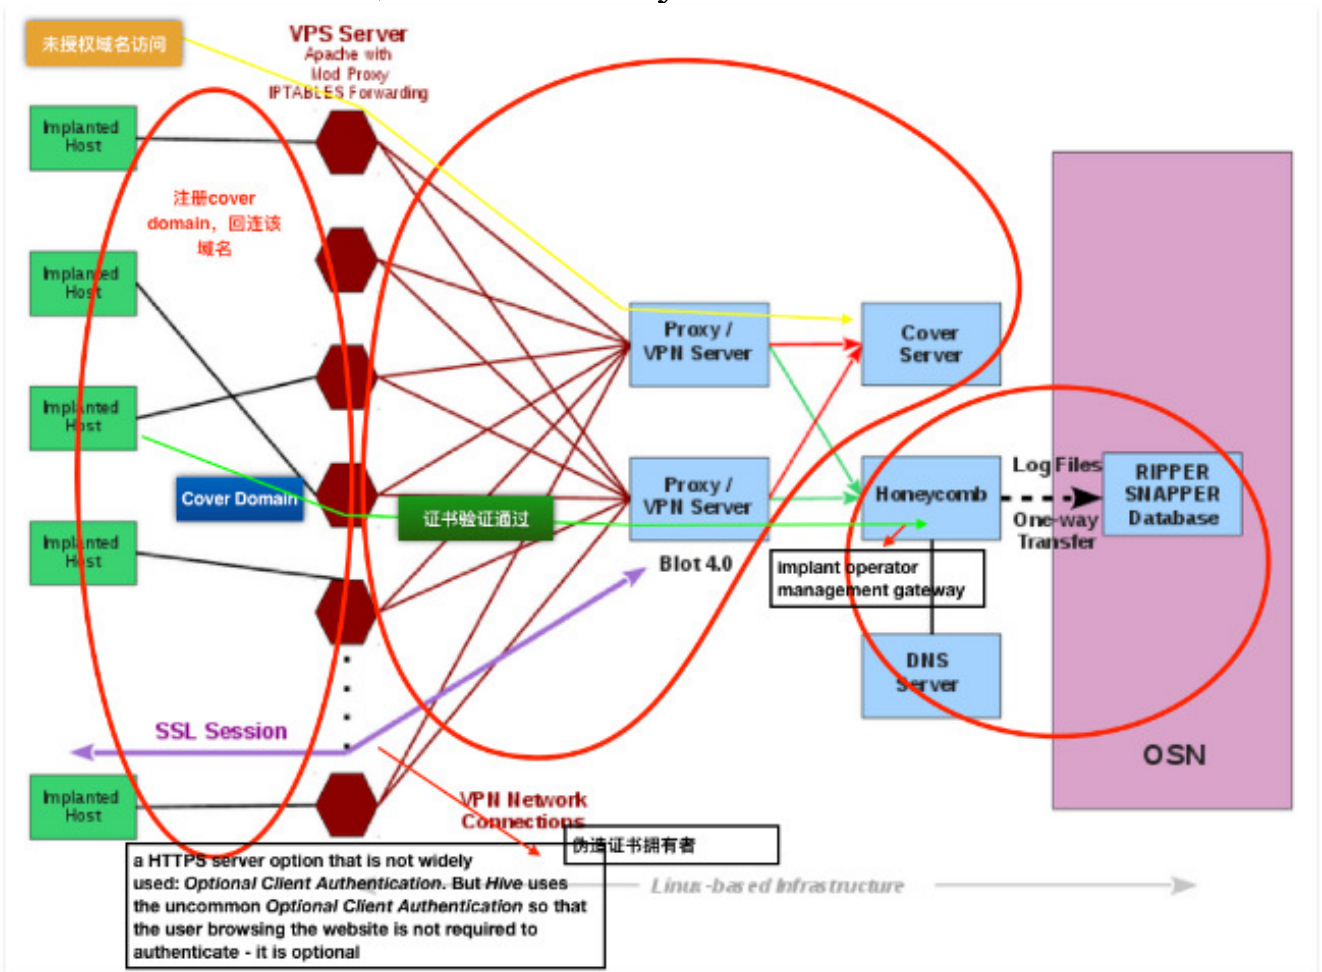 未授权域名访问
VPS Server
Apache with
Mod Proxy
IPTABLES Forwarding
Implanted
Host
注册cover
domain，回连该
域名
Implanted
Host
Proxy /
VPN Server
Cover
Server
Implanted
Host
Cover Domain
证书验证通过
Proxy /
VPN Server
Blot 4.0
Honeycomb
Log Files
One-way
Transfer
RIPPER
SNAPPER
Database
implant operator
management gateway
Implanted
Host
DNS
Server
SSL Session
OSN
Implanted
Host
VPN Network
Connections
伪造证书拥有者
a HTTPS server option that is not widely
used: Optional Client Authentication. But Hive uses
the uncommon Optional Client Authentication so that
the user browsing the website is not required to
authenticate - it is optional
Linux-based Infrastructure